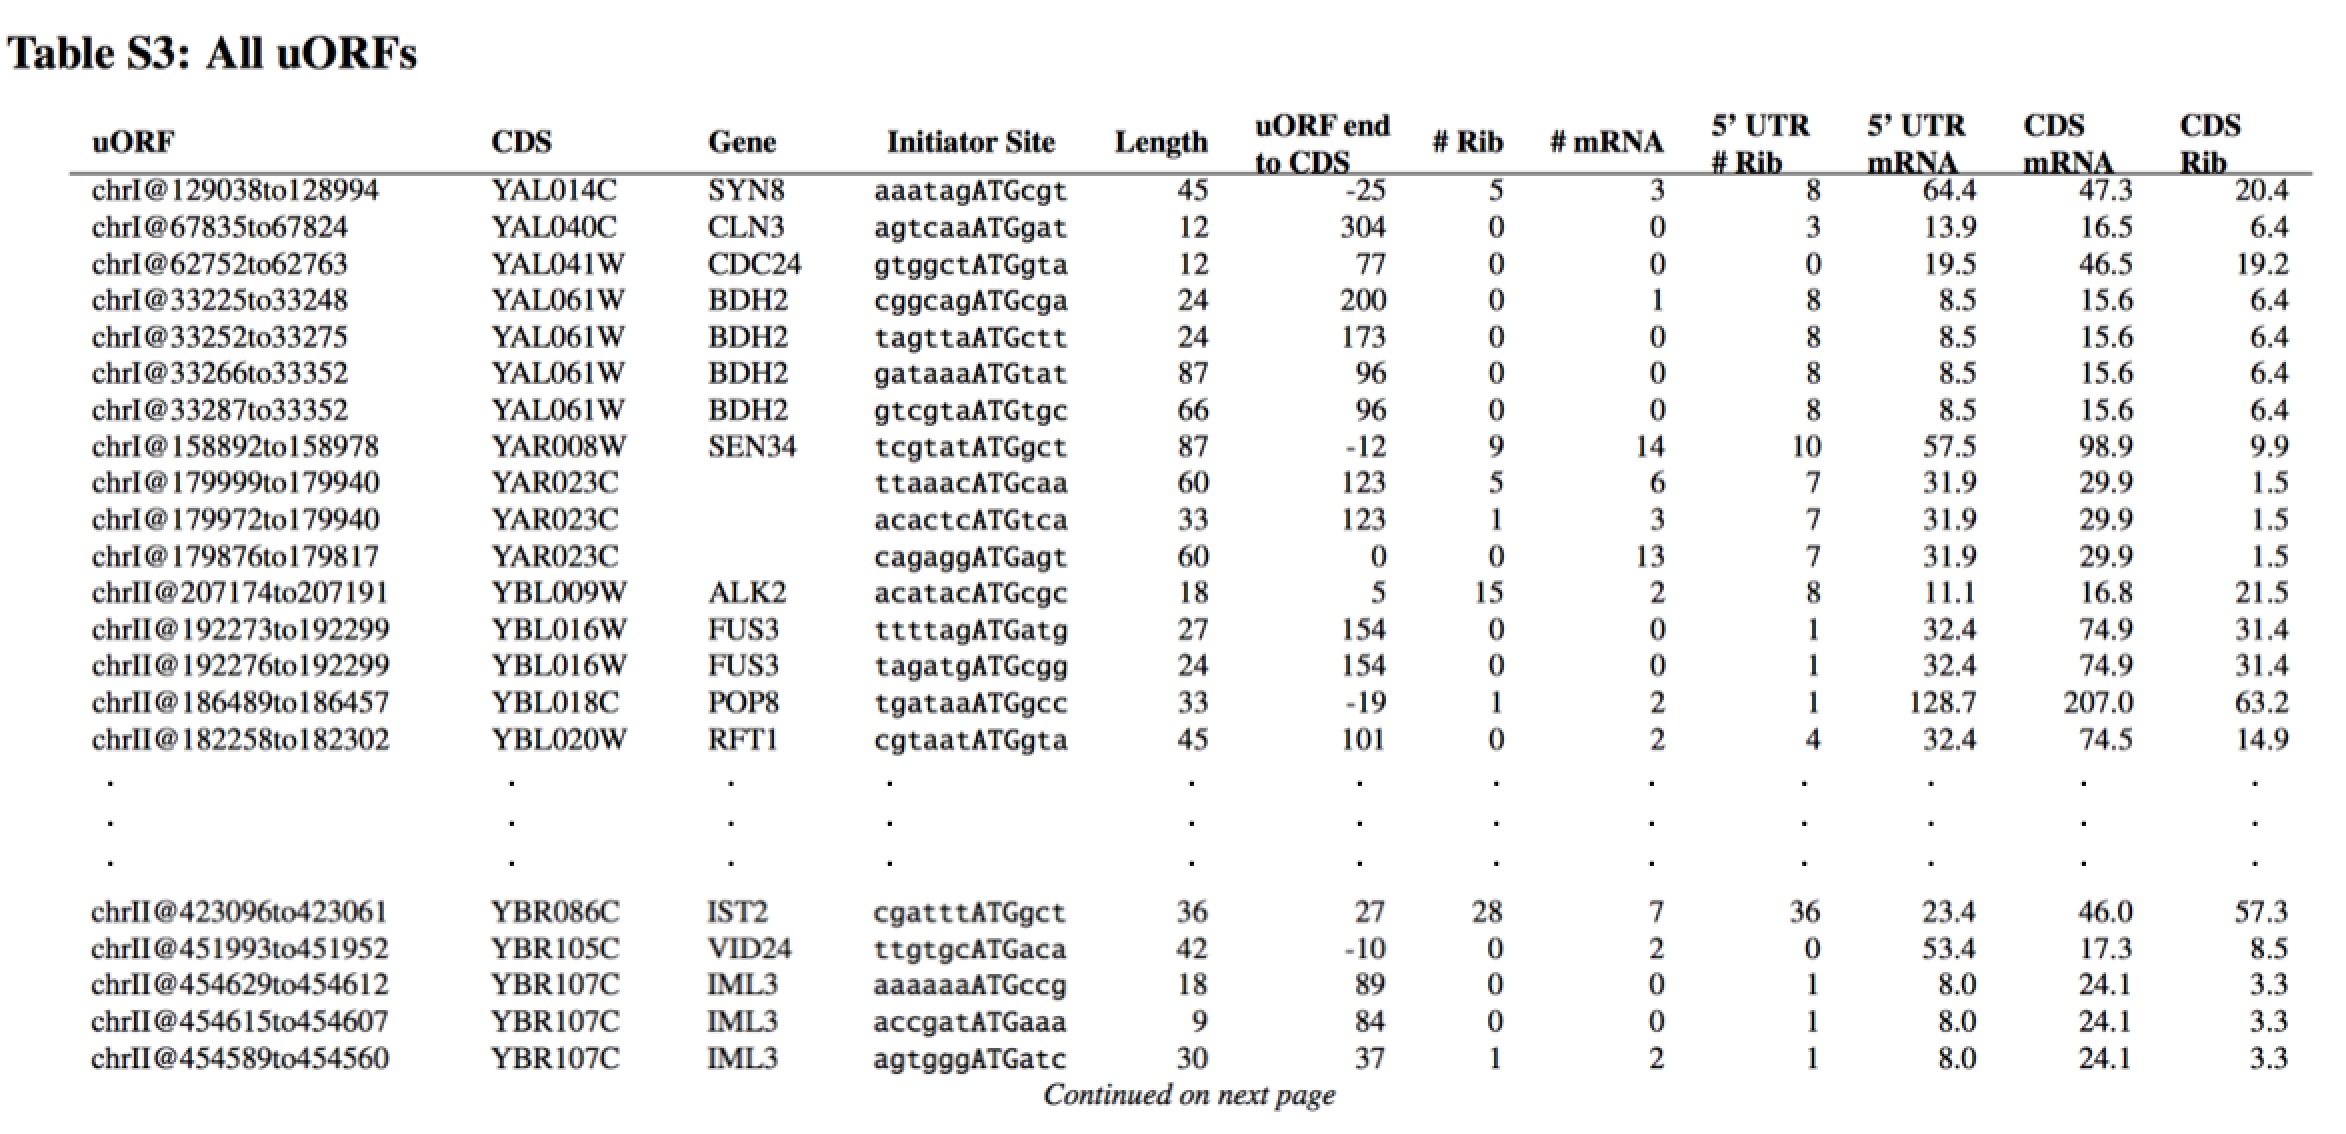 Table S3: All uORFs
uORF CDS Gene Initiator Site Length uORF end to CDS # Rib # mRNA 5’ UTR # Rib 5’ UTR mRNA CDS mRNA CDS Rib
chrI@129038to128994 YAL014C SYN8 aaatagATGcgt 45 -25 5 3 8 64.4 47.3 20.4
chrI@67835to67824 YAL040C CLN3 agtcaaATGgat 12 304 0 0 3 13.9 16.5 6.4
chrI@62752to62763 YAL041W CDC24 gtggctATGgta 12 77 0 0 0 19.5 46.5 19.2
chrI@33225to33248 YAL061W BDH2 cggcagATGcga 24 200 0 1 8 8.5 15.6 6.4
chrI@33252to33275 YAL061W BDH2 tagttaATGctt 24 173 0 0 8 8.5 15.6 6.4
chrI@33266to33352 YAL061W BDH2 gataaaATGtat 87 96 0 0 8 8.5 15.6 6.4
chrI@33287to33352 YAL061W BDH2 gtcgtaATGtgc 66 96 0 0 8 8.5 15.6 6.4
chrI@158892to158978 YAR008W SEN34 tcgtatATGgct 87 -12 9 14 10 57.5 98.9 9.9
chrI@179999to179940 YAR023C ttaaacATGcaa 60 123 5 6 7 31.9 29.9 1.5
chrI@179972to179940 YAR023C acactcATGtca 33 123 1 3 7 31.9 29.9 1.5
chrI@179876to179817 YAR023C cagaggATGagt 60 0 0 13 7 31.9 29.9 1.5
chrII@207174to207191 YBL009W ALK2 acatacATGcgc 18 5 15 2 8 11.1 16.8 21.5
chrII@192273to192299 YBL016W FUS3 ttttagATGatg 27 154 0 0 1 32.4 74.9 31.4
chrII@192276to192299 YBL016W FUS3 tagatgATGcgg 24 154 0 0 1 32.4 74.9 31.4
chrII@186489to186457 YBL018C POP8 tgataaATGgcc 33 -19 1 2 1 128.7 207.0 63.2
chrII@182258to182302 YBL020W RFT1 cgtaatATGgta 45 101 0 2 4 32.4 74.5 14.9
. . . . . . . . . . . .
. . . . . . . . . . . .
. . . . . . . . . . . .
chrII@423096to423061 YBR086C IST2 cgatttATGgct 36 27 28 7 36 23.4 46.0 57.3
chrII@451993to451952 YBR105C VID24 ttgtgcATGaca 42 -10 0 2 0 53.4 17.3 8.5
chrII@454629to454612 YBR107C IML3 aaaaaaATGccg 18 89 0 0 1 8.0 24.1 3.3
chrII@454615to454607 YBR107C IML3 accgatATGaaa 9 84 0 0 1 8.0 24.1 3.3
chrII@454589to454560 YBR107C IML3 agtgggATGatc 30 37 1 2 1 8.0 24.1 3.3
Continued on next page